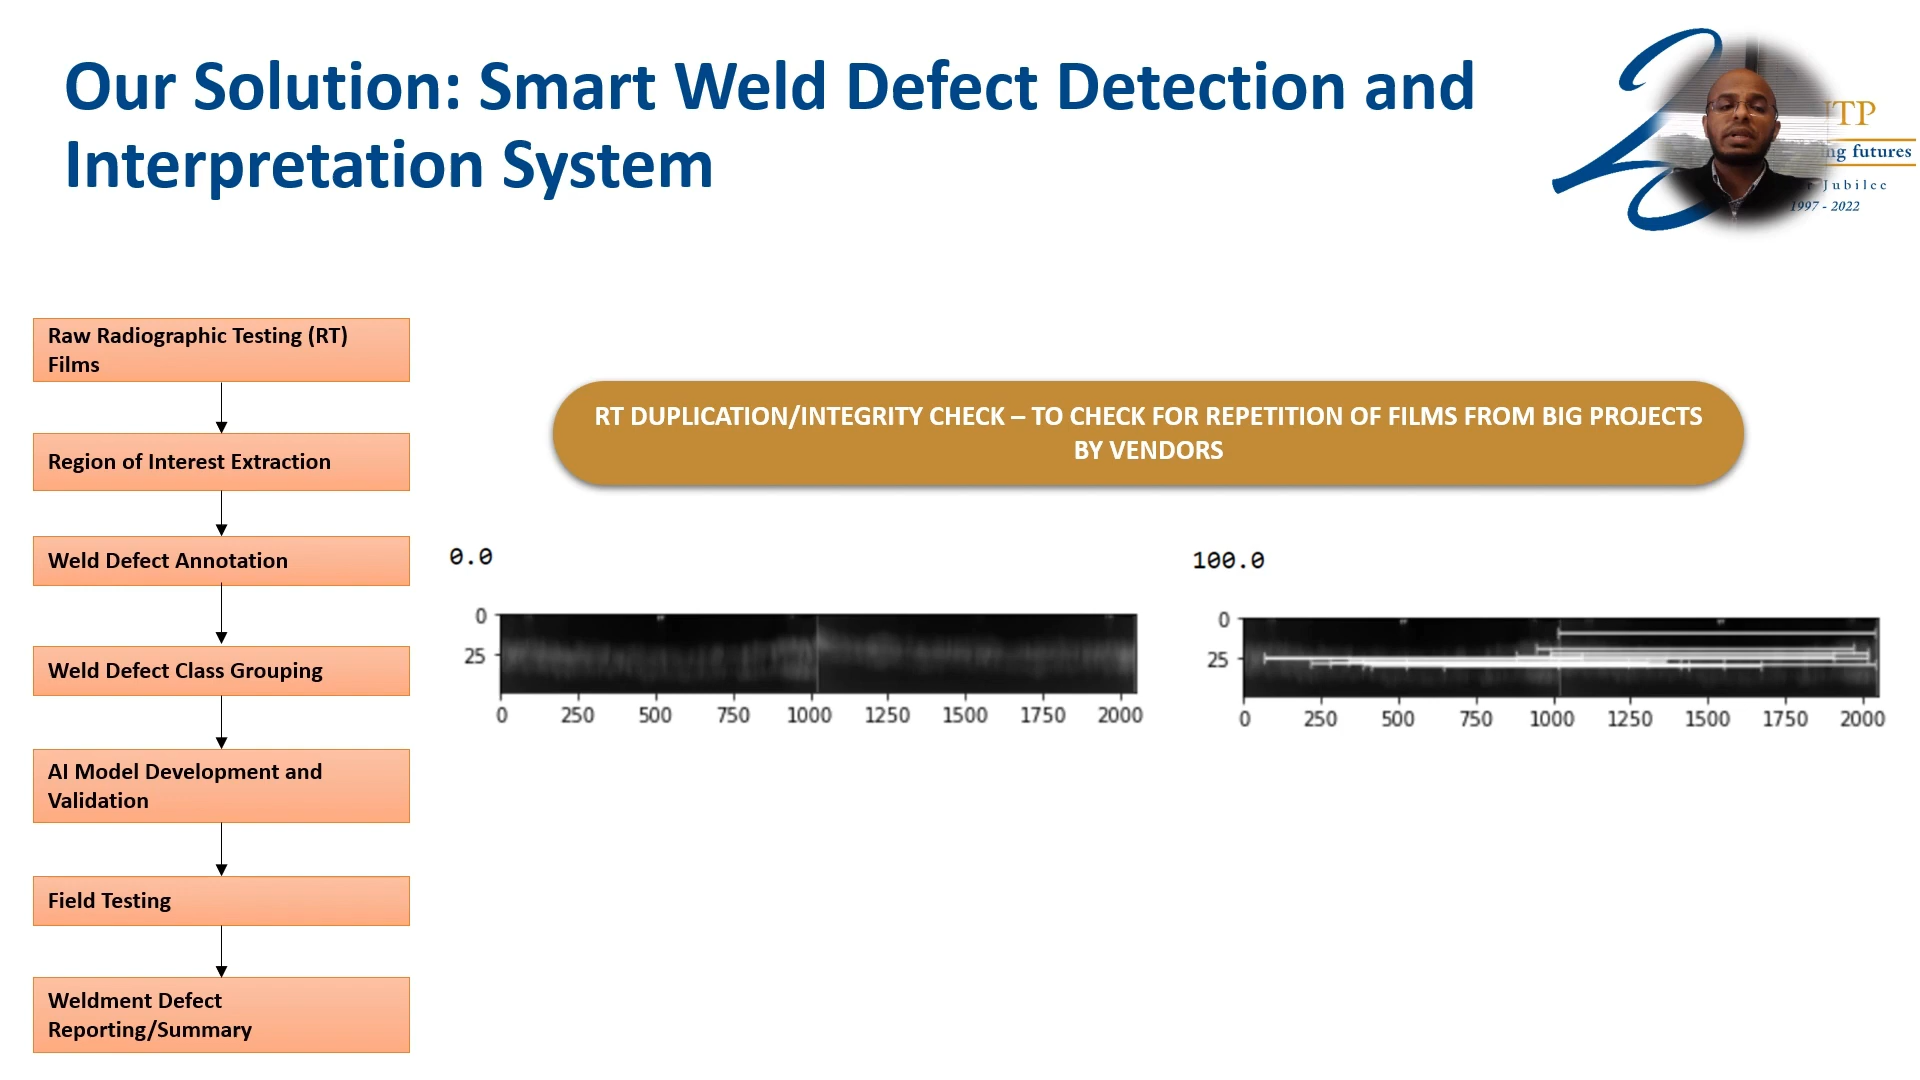 Our Solution: Smart Weld Defect Detection and
Interpretation System
TP
ng futures
Jubilee
1997 - 2022
Raw Radiographic Testing (RT)
Films
Region of Interest Extraction
Weld Defect Annotation
Weld Defect Class Grouping
AI Model Development and
Validation
Field Testing
Weldment Defect
Reporting/Summary
RT DUPLICATION/INTEGRITY CHECK – TO CHECK FOR REPETITION OF FILMS FROM BIG PROJECTS
BY VENDORS
0.0
0
25
0 250 500 750 1000 1250 1500 1750 2000
100.0
0
25
0 250 500 750 1000 1250 1500 1750 2000